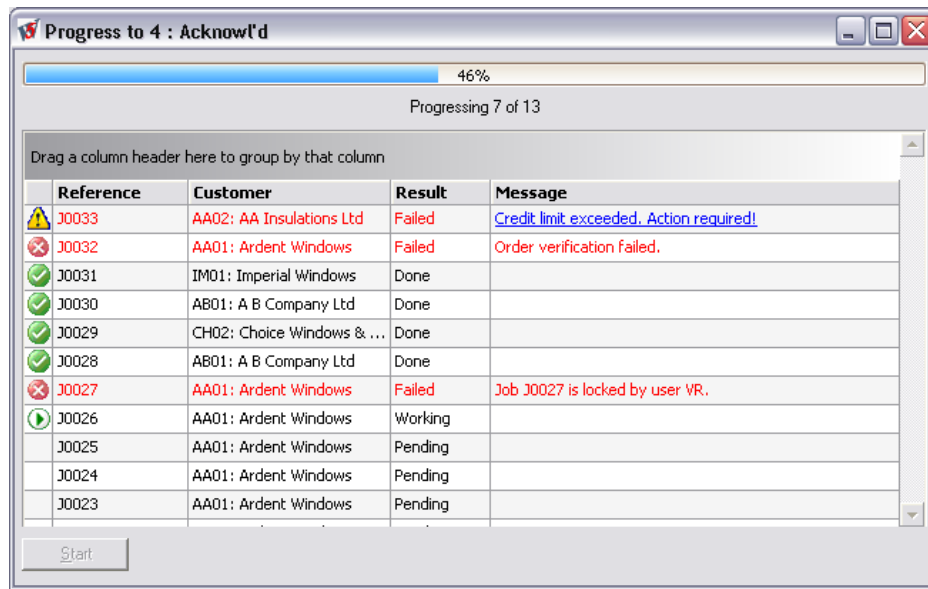 Progress to 4 : Acknowl'd
46%
Progressing 7 of 13
Drag a column header here to group by that column
Reference Customer Result Message
J0033 AA02: AA Insulations Ltd Failed Credit limit exceeded. Action required!
J0032 AA01: Ardent Windows Failed Order verification failed.
J0031 IM01: Imperial Windows Done
J0030 AB01: A B Company Ltd Done
J0029 CH02: Choice Windows & ... Done
J0028 AB01: A B Company Ltd Done
J0027 AA01: Ardent Windows Failed Job J0027 is locked by user VR.
J0026 AA01: Ardent Windows Working
J0025 AA01: Ardent Windows Pending
J0024 AA01: Ardent Windows Pending
J0023 AA01: Ardent Windows Pending
Start